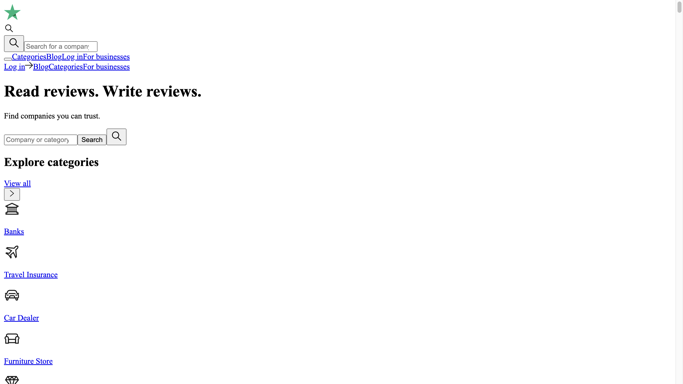 Search for a company
CategoriesBlogLog inFor businesses
Log inBlogCategoriesFor businesses
Read reviews. Write reviews.
Find companies you can trust.
Company or category Search
Explore categories
View all
Banks
Travel Insurance
Car Dealer
Furniture Store